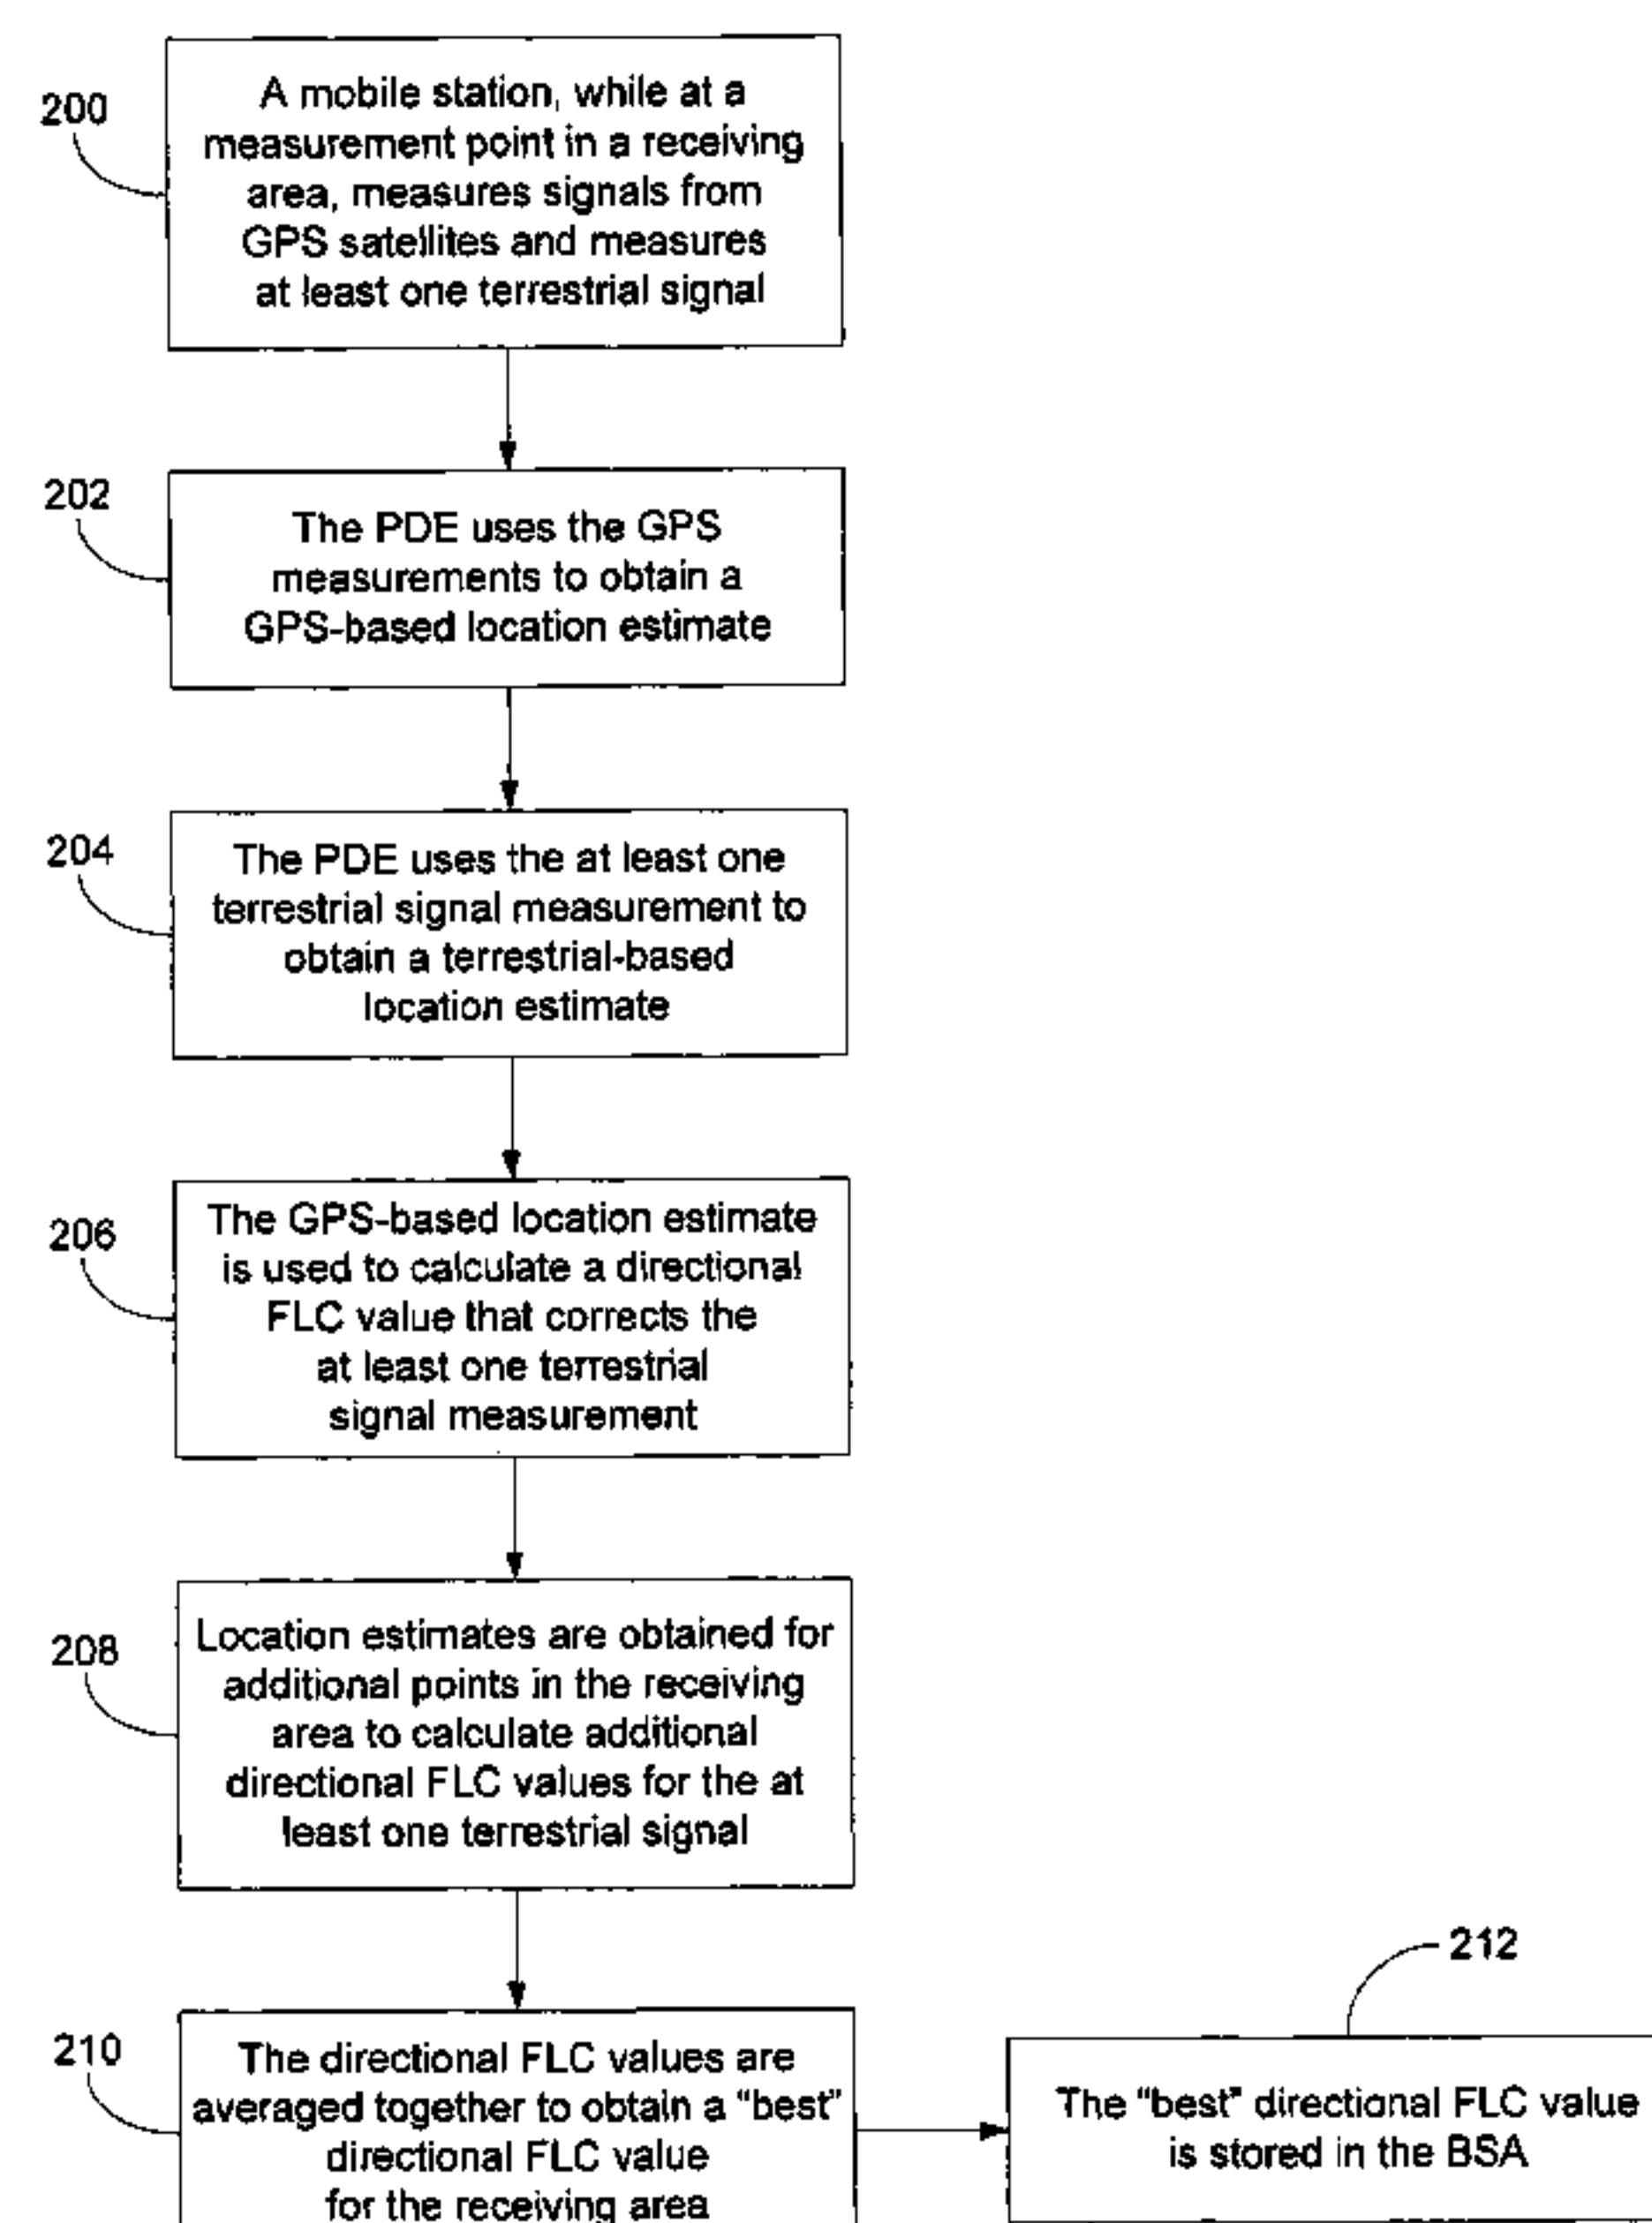 200
A mobile station, while at a
measurement point in a receiving
area, measures signals from
GPS satellites and measures
at least one terrestrial signal
202
The PDE uses the GPS
measurements to obtain a
GPS-based location estimate
204
The PDE uses the at least one
terrestrial signal measurement to
obtain a terrestrial-based
location estimate
206
The GPS-based location estimate
is used to calculate a directional
FLC value that corrects the
at least one terrestrial
signal measurement
208
Location estimates are obtained for
additional points in the receiving
area to calculate additional
directional FLC values for the at
least one terrestrial signal
210
The directional FLC values are
averaged together to obtain a "best"
directional FLC value
for the receiving area
212
The "best" directional FLC value
is stored in the BSA